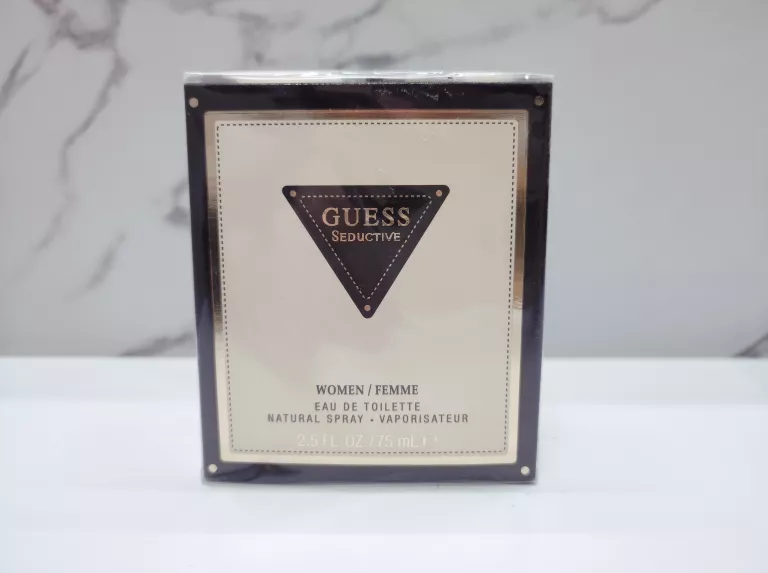 GUESS
SEDUCTIVE
WOMEN / FEMME
EAU DE TOILETTE
NATURAL SPRAY • VAPORISATEUR
2.5 FL OZ / 75 mL ℮